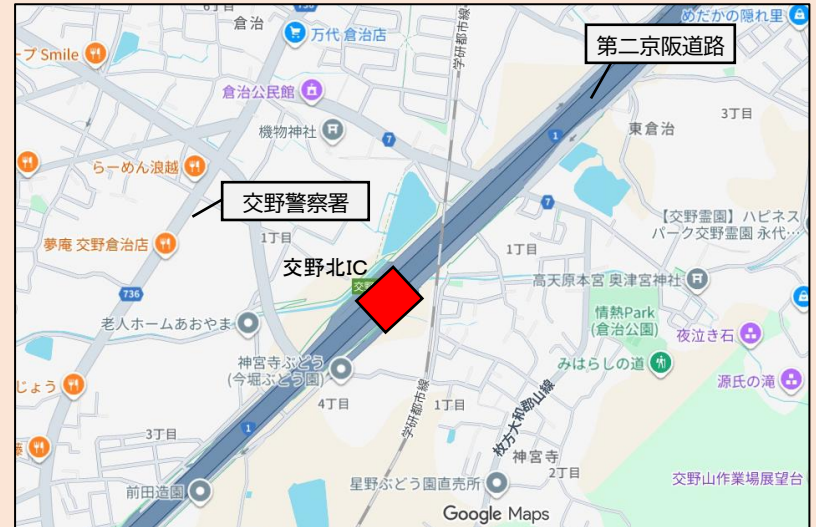 6丁目
倉治
万代 倉治店
めだかの隠れ里
プ Smile
第二京阪道路
学研都市線
倉治公民館
3丁目
機物神社
7
1
東倉治
らーめん浪越
7
交野警察署
【交野霊園】ハピネス
パーク交野霊園 永代…
夢庵 交野倉治店
1丁目
1丁目
交野北IC
高天原本宮 奥津宮神社
736
老人ホームあおやま
情熱Park
(倉治公園)
夜泣き石
神宮寺ぶどう
(今堀ぶどう園)
みはらしの道
源氏の滝
じょう
4丁目
学研都市線
1丁目
枚方大和郡山線
1
3丁目
神宮寺
2丁目
前田造園
星野ぶどう園直売所
交野山作業場展望台
Google Maps